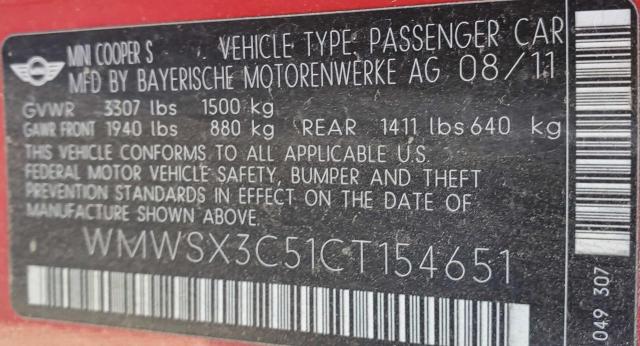 MINI COOPER S VEHICLE TYPE: PASSENGER CAR
MFD BY BAYERISCHE MOTORENWERKE AG 08/11
GVWR 3307 lbs 1500 kg
GAWR FRONT 1940 lbs 880 kg REAR 1411 lbs 640 kg
THIS VEHICLE CONFORMS TO ALL APPLICABLE U.S.
FEDERAL MOTOR VEHICLE SAFETY, BUMPER AND THEFT
PREVENTION STANDARDS IN EFFECT ON THE DATE OF
MANUFACTURE SHOWN ABOVE.
WMWSX3C51CT154651
049 307